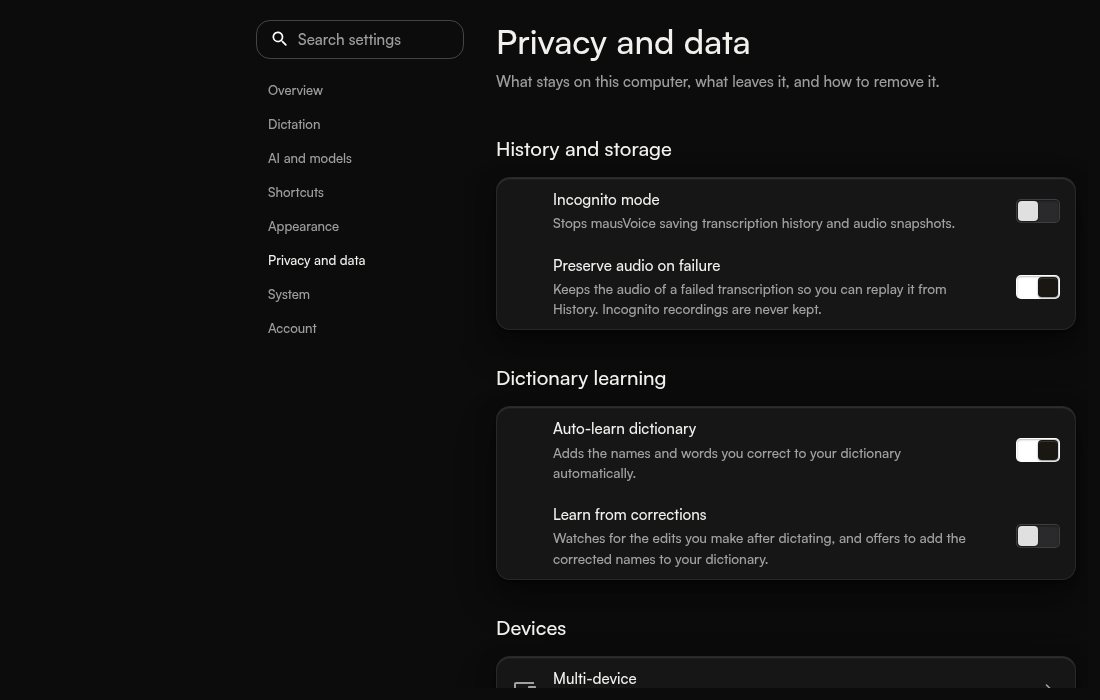 Search settings
Overview
Dictation
AI and models
Shortcuts
Appearance
Privacy and data
System
Account
Privacy and data
What stays on this computer, what leaves it, and how to remove it.
History and storage
Incognito mode
Stops mausVoice saving transcription history and audio snapshots.
Preserve audio on failure
Keeps the audio of a failed transcription so you can replay it from
History. Incognito recordings are never kept.
Dictionary learning
Auto-learn dictionary
Adds the names and words you correct to your dictionary
automatically.
Learn from corrections
Watches for the edits you make after dictating, and offers to add the
corrected names to your dictionary.
Devices
Multi-device